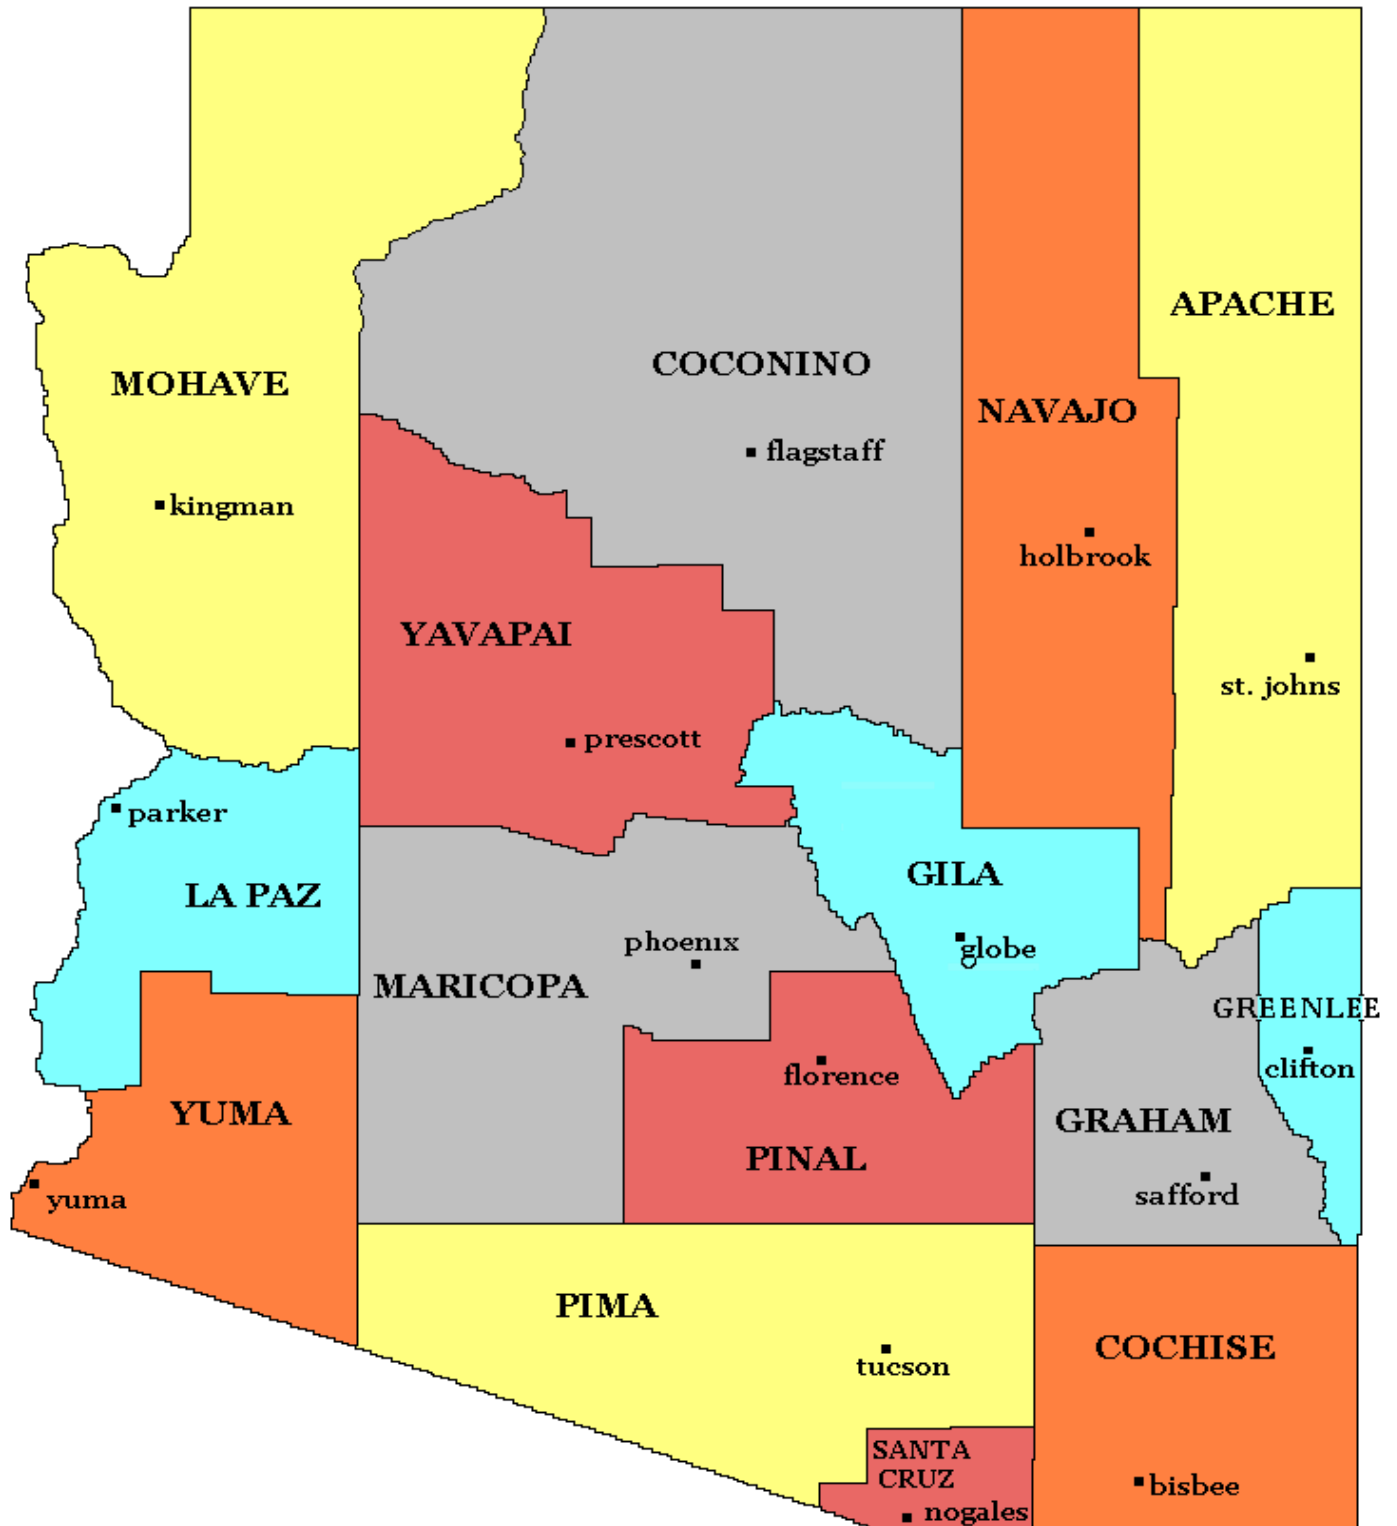 APACHE
COCONINO
MOHAVE
NAVAJO
flagstaff
kingman
holbrook
YAVAPAI
st. johns
prescott
parker
GILA
LA PAZ
phoenix
globe
MARICOPA
GREENLEE
clifton
florence
YUMA
GRAHAM
PINAL
safford
yuma
PIMA
COCHISE
tucson
SANTA
CRUZ
bisbee
nogales